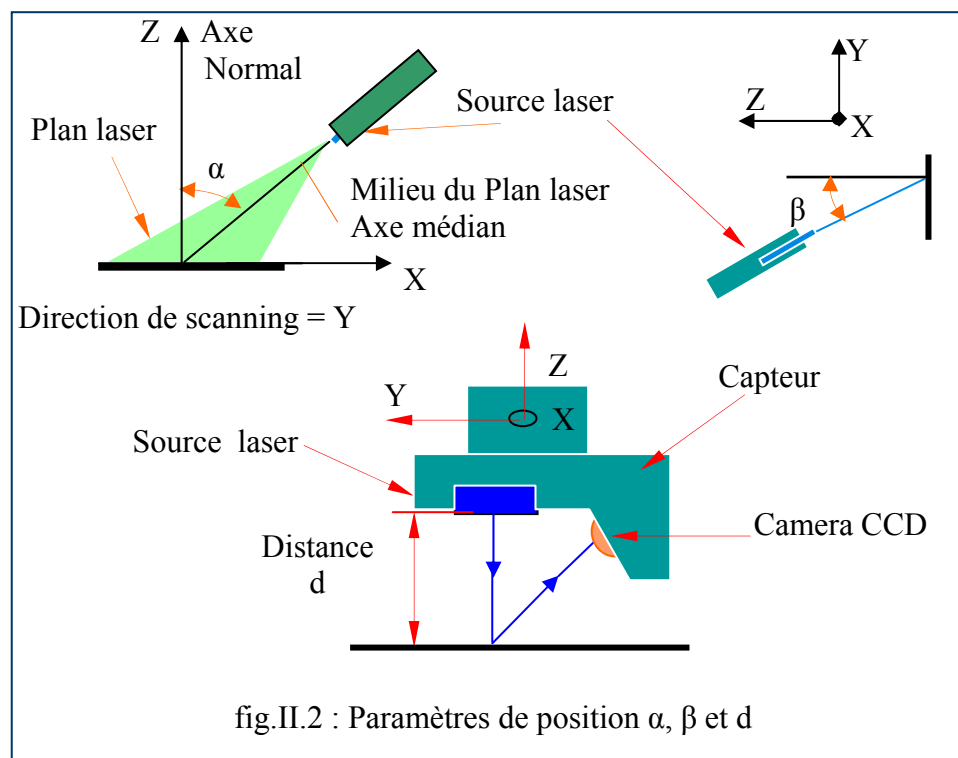 Z
Axe
Normal
Source laser
Plan laser
α
Milieu du Plan laser
Axe médian
X
Y
Z
X
β
Direction de scanning = Y
Z
Y
X
Capteur
Source laser
Camera CCD
Distance
d
fig.II.2 : Paramètres de position α, β et d